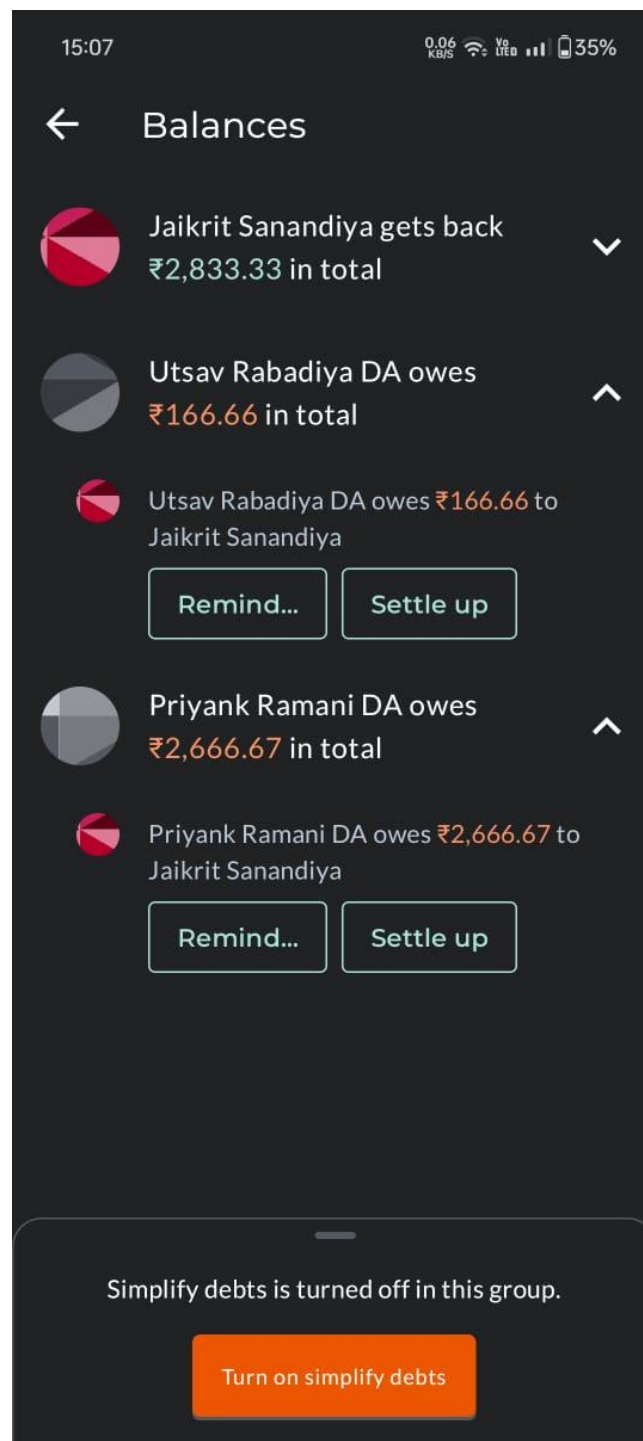 15:07
0.06 KB/S Vo LTED 35%
Balances
Jaikrit Sanandiya gets back
₹2,833.33 in total
Utsav Rabadiya DA owes
₹166.66 in total
Utsav Rabadiya DA owes ₹166.66 to
Jaikrit Sanandiya
Remind... Settle up
Priyank Ramani DA owes
₹2,666.67 in total
Priyank Ramani DA owes ₹2,666.67 to
Jaikrit Sanandiya
Remind... Settle up
Simplify debts is turned off in this group.
Turn on simplify debts